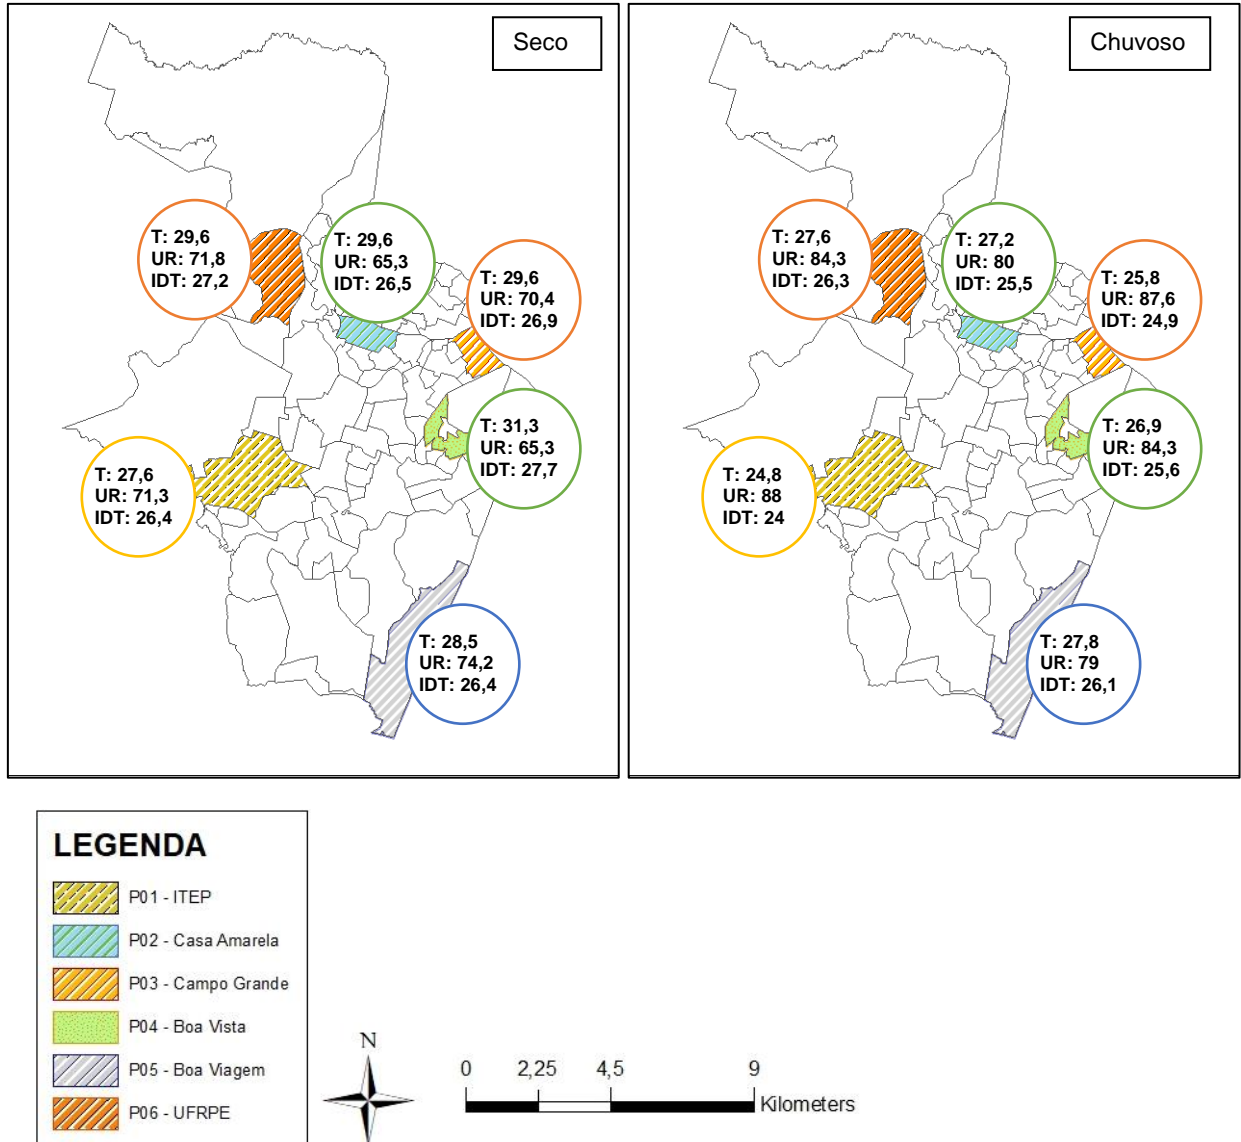 Seco
T: 29,6
UR: 71,8
IDT: 27,2
T: 29,6
UR: 65,3
IDT: 26,5
T: 29,6
UR: 70,4
IDT: 26,9
T: 31,3
UR: 65,3
IDT: 27,7
T: 27,6
UR: 71,3
IDT: 26,4
T: 28,5
UR: 74,2
IDT: 26,4
Chuvoso
T: 27,6
UR: 84,3
IDT: 26,3
T: 27,2
UR: 80
IDT: 25,5
T: 25,8
UR: 87,6
IDT: 24,9
T: 26,9
UR: 84,3
IDT: 25,6
T: 24,8
UR: 88
IDT: 24
T: 27,8
UR: 79
IDT: 26,1
LEGENDA
P01 - ITEP
P02 - Casa Amarela
P03 - Campo Grande
P04 - Boa Vista
P05 - Boa Viagem
P06 - UFRPE
N
0 2,25 4,5 9
Kilometers